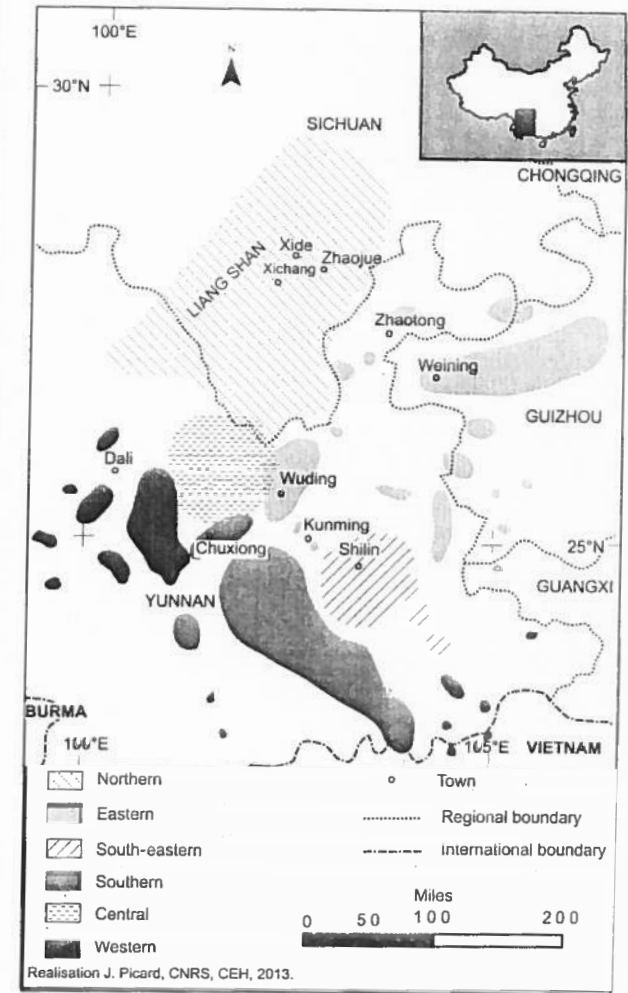 100°E
N
30°N
SICHUAN
CHONGQING
LIANG SHAN
Xide
Xichang
Zhaojue
Zhaotong
Weining
GUIZHOU
Dali
Wuding
Kunming
Chuxiong
Shilin
25°N
GUANGXI
YUNNAN
BURMA
100°E
105°E
VIETNAM
Northern
Eastern
South-eastern
Southern
Central
Western
Town
Regional boundary
International boundary
Miles
0 50 100 200
Realisation J. Picard, CNRS, CEH, 2013.